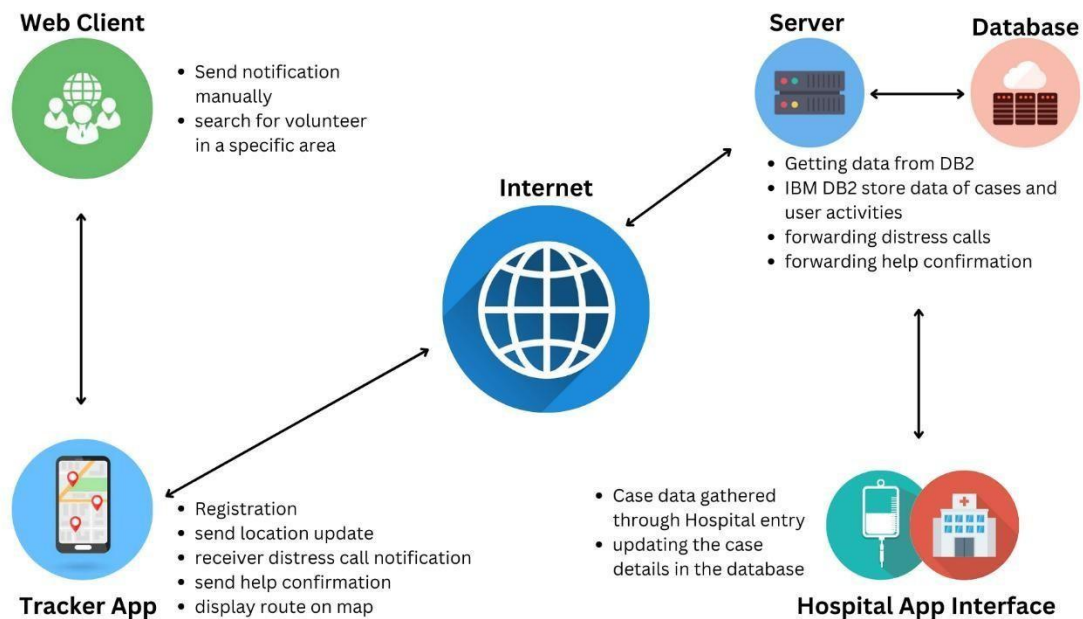 Web Client
• Send notification
manually
• search for volunteer
in a specific area
Server
Database
• Getting data from DB2
• IBM DB2 store data of cases and
user activities
• forwarding distress calls
• forwarding help confirmation
Internet
• Registration
• send location update
• receiver distress call notification
• send help confirmation
• display route on map
Tracker App
• Case data gathered
through Hospital entry
• updating the case
details in the database
Hospital App Interface